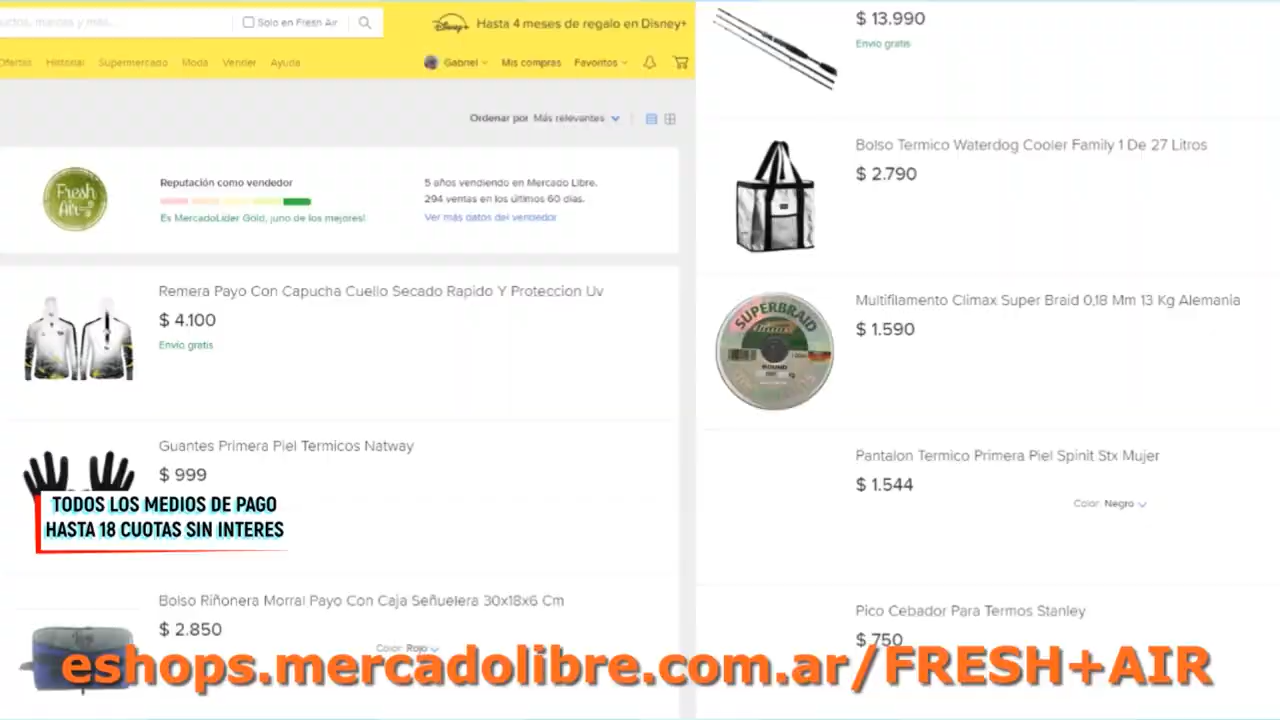 Solo en Fresh Air
Disney+ Hasta 4 meses de regalo en Disney+
Ofertas Historial Supermercado Moda Vender Ayuda
Gabriel Mis compras Favoritos
Ordenar por Más relevantes
Fresh Air
Reputación como vendedor
Es MercadoLíder Gold, ¡uno de los mejores!
5 años vendiendo en Mercado Libre.
294 ventas en los últimos 60 días.
Ver más datos del vendedor
Remera Payo Con Capucha Cuello Secado Rapido Y Proteccion Uv
$ 4.100
Envío gratis
Guantes Primera Piel Termicos Natway
$ 999
TODOS LOS MEDIOS DE PAGO
HASTA 18 CUOTAS SIN INTERES
Bolso Riñonera Morral Payo Con Caja Señuelera 30x18x6 Cm
$ 2.850
Color: Rojo
$ 13.990
Envío gratis
Bolso Termico Waterdog Cooler Family 1 De 27 Litros
$ 2.790
SUPERBRAID
ROUND
Multifilamento Climax Super Braid 0,18 Mm 13 Kg Alemania
$ 1.590
Pantalon Termico Primera Piel Spinit Stx Mujer
$ 1.544
Color: Negro
Pico Cebador Para Termos Stanley
$ 750
eshops.mercadolibre.com.ar/FRESH+AIR